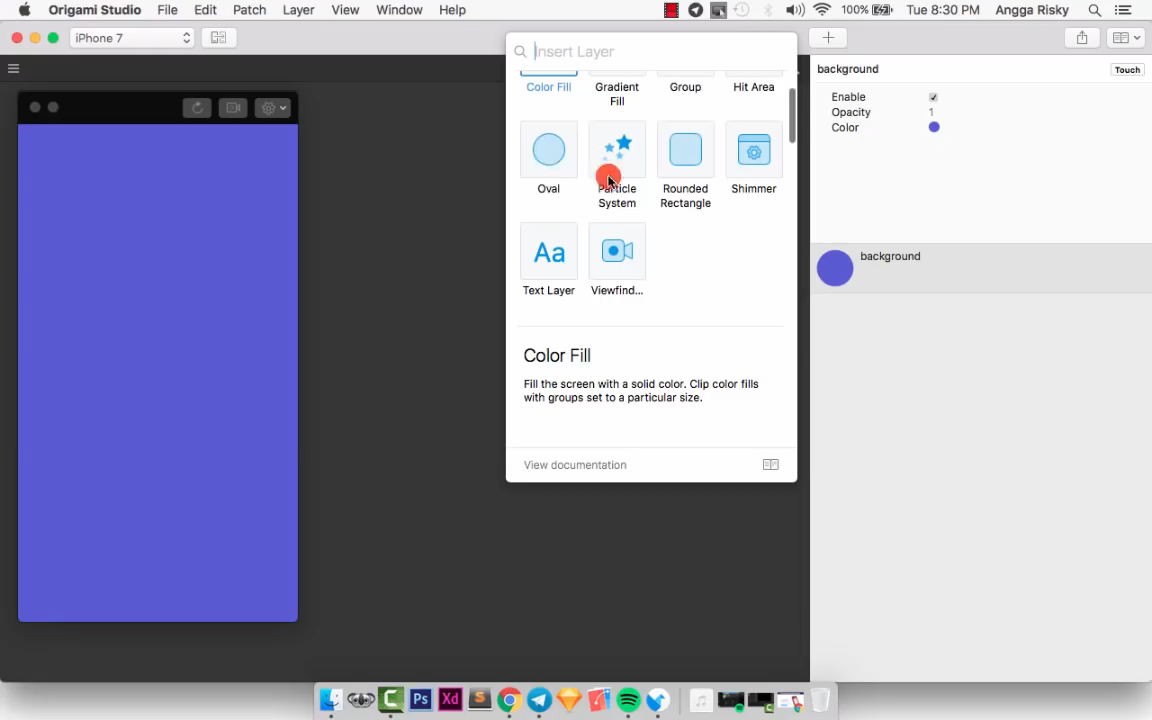 Origami Studio File Edit Patch Layer View Window Help 100% Tue 8:30 PM Angga Risky
iPhone 7
Insert Layer
Color Fill
Gradient
Fill
Group
Hit Area
Oval
Particle
System
Rounded
Rectangle
Shimmer
Aa
Text Layer
Viewfind...
Color Fill
Fill the screen with a solid color. Clip color fills
with groups set to a particular size.
View documentation
background Touch
Enable
Opacity 1
Color
background
Ps Xd S